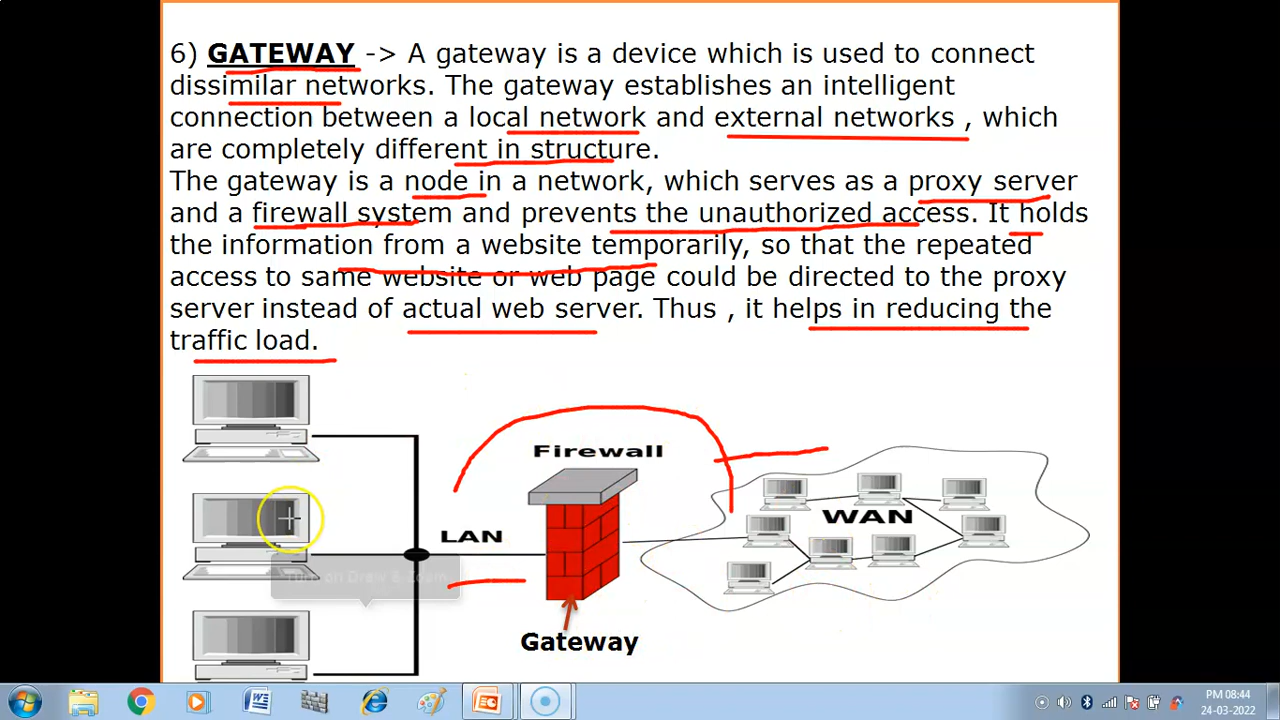 6) GATEWAY -> A gateway is a device which is used to connect
dissimilar networks. The gateway establishes an intelligent
connection between a local network and external networks , which
are completely different in structure.
The gateway is a node in a network, which serves as a proxy server
and a firewall system and prevents the unauthorized access. It holds
the information from a website temporarily, so that the repeated
access to same website or web page could be directed to the proxy
server instead of actual web server. Thus , it helps in reducing the
traffic load.
Firewall
WAN
LAN
Gateway
PM 08:44
24-03-2022